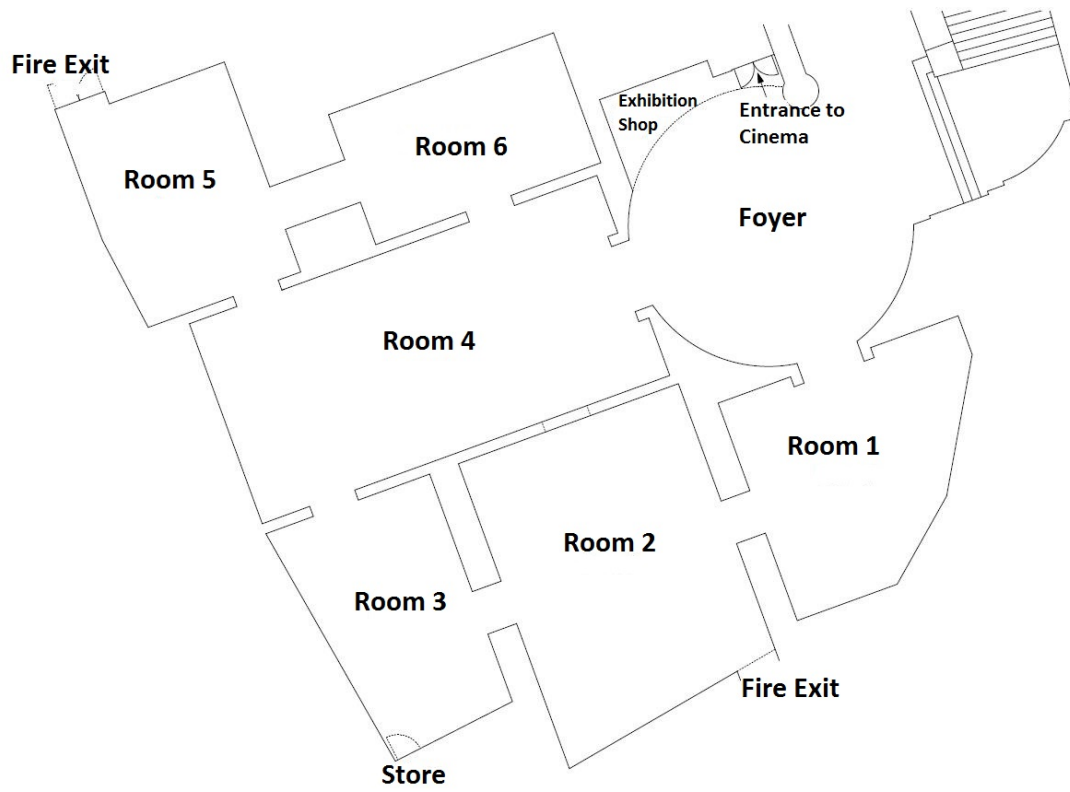 Fire Exit
Room 5
Room 6
Exhibition
Shop
Entrance to
Cinema
Foyer
Room 4
Room 1
Room 2
Room 3
Fire Exit
Store